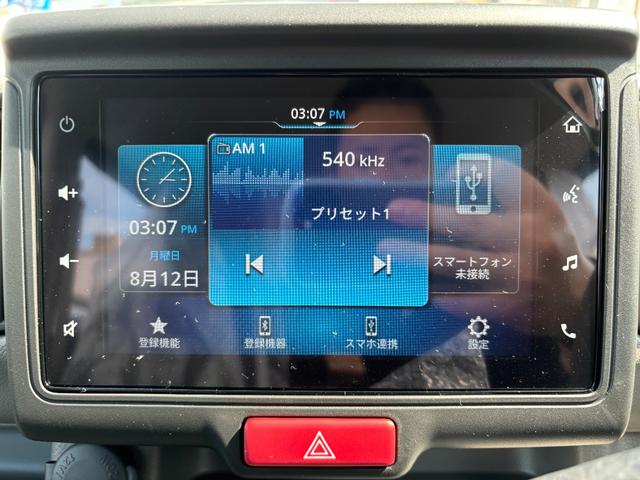 03:07 PM
AM 1
540 kHz
プリセット1
03:07 PM
月曜日
8月12日
スマートフォン
未接続
登録機能
登録機器
スマホ連携
設定